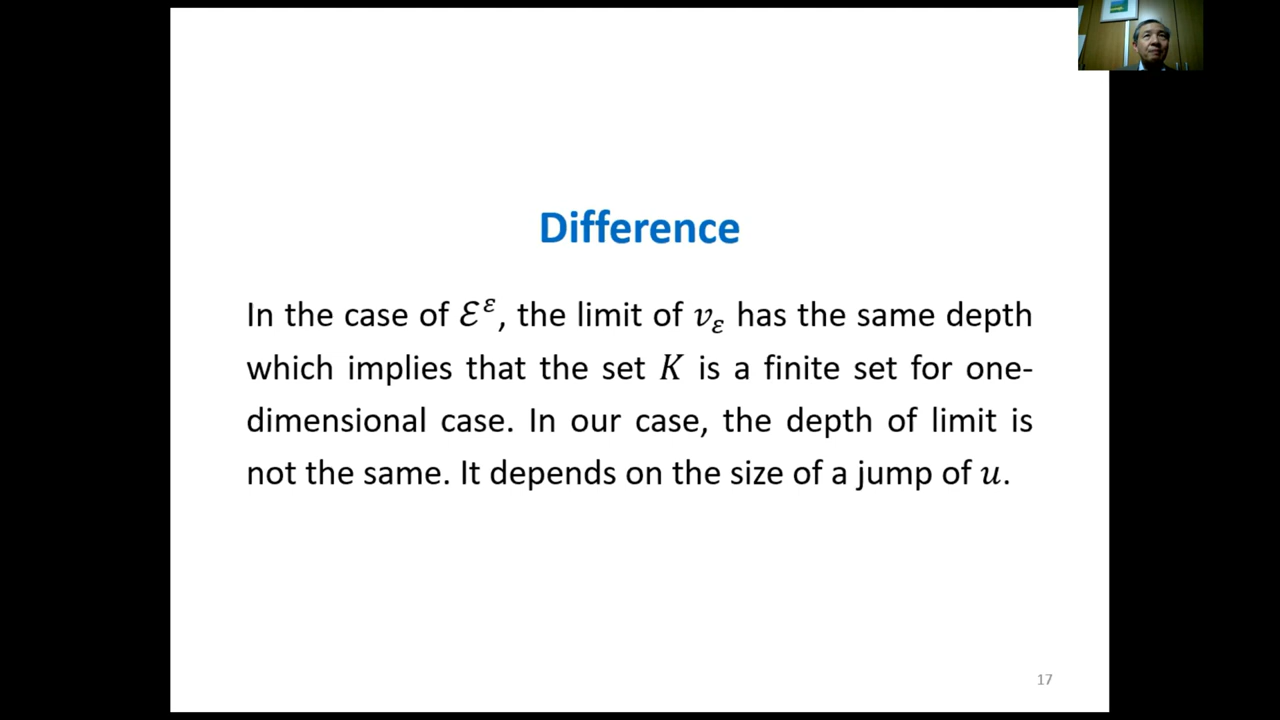 Difference
In the case of ℰ^ε, the limit of v_ε has the same depth
which implies that the set K is a finite set for one-
dimensional case. In our case, the depth of limit is
not the same. It depends on the size of a jump of u.
17